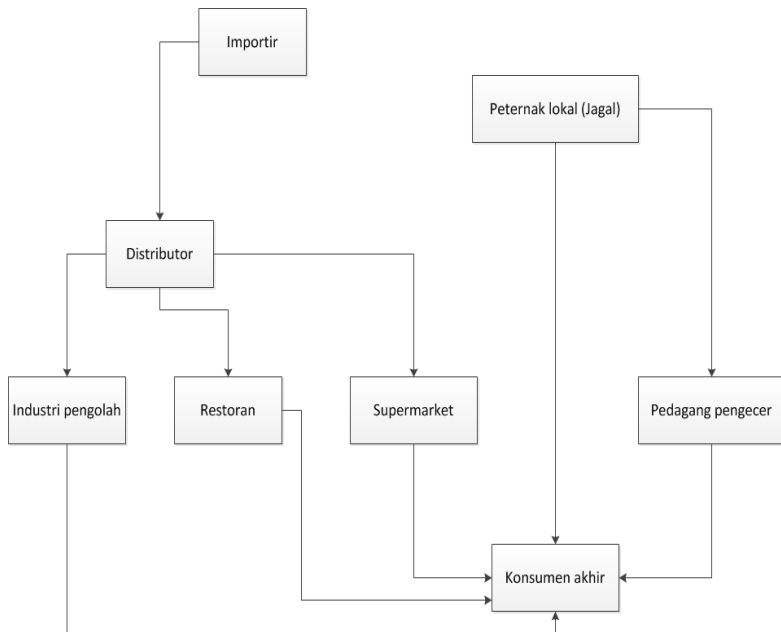 Importir
Peternak lokal (Jagal)
Distributor
Industri pengolah
Restoran
Supermarket
Pedagang pengecer
Konsumen akhir